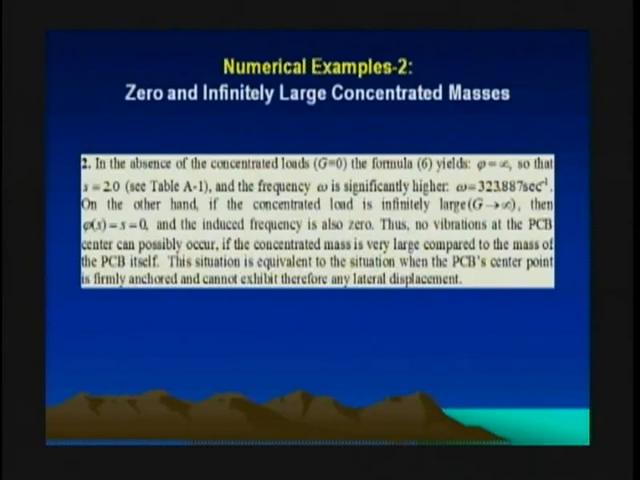 Numerical Examples-2:
Zero and Infinitely Large Concentrated Masses
2. In the absence of the concentrated loads (G=0) the formula (6) yields: φ=∞, so that
s = 2.0 (see Table A-1), and the frequency ω is significantly higher: ω=323.887sec⁻¹.
On the other hand, if the concentrated load is infinitely large(G→∞), then
φ(s)=s=0, and the induced frequency is also zero. Thus, no vibrations at the PCB
center can possibly occur, if the concentrated mass is very large compared to the mass of
the PCB itself. This situation is equivalent to the situation when the PCB's center point
is firmly anchored and cannot exhibit therefore any lateral displacement.